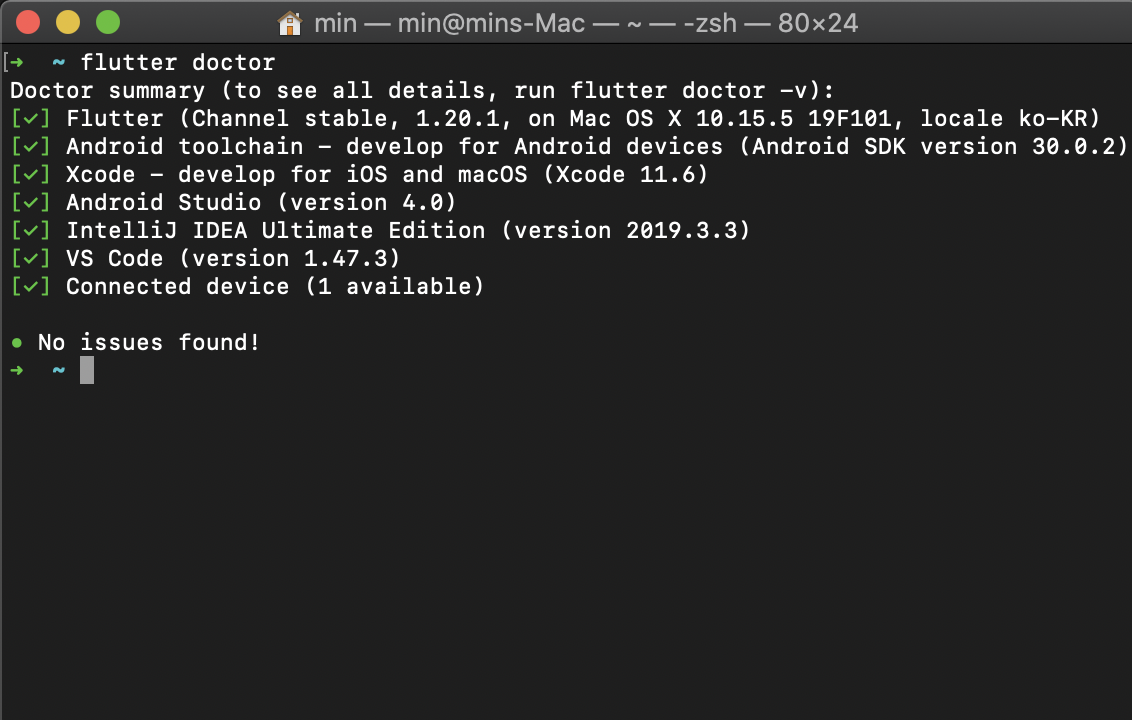 min — min@mins-Mac — ~ — -zsh — 80×24
[➜ ~ flutter doctor
Doctor summary (to see all details, run flutter doctor -v):
[✓] Flutter (Channel stable, 1.20.1, on Mac OS X 10.15.5 19F101, locale ko-KR)
[✓] Android toolchain - develop for Android devices (Android SDK version 30.0.2)
[✓] Xcode - develop for iOS and macOS (Xcode 11.6)
[✓] Android Studio (version 4.0)
[✓] IntelliJ IDEA Ultimate Edition (version 2019.3.3)
[✓] VS Code (version 1.47.3)
[✓] Connected device (1 available)
• No issues found!
➜ ~